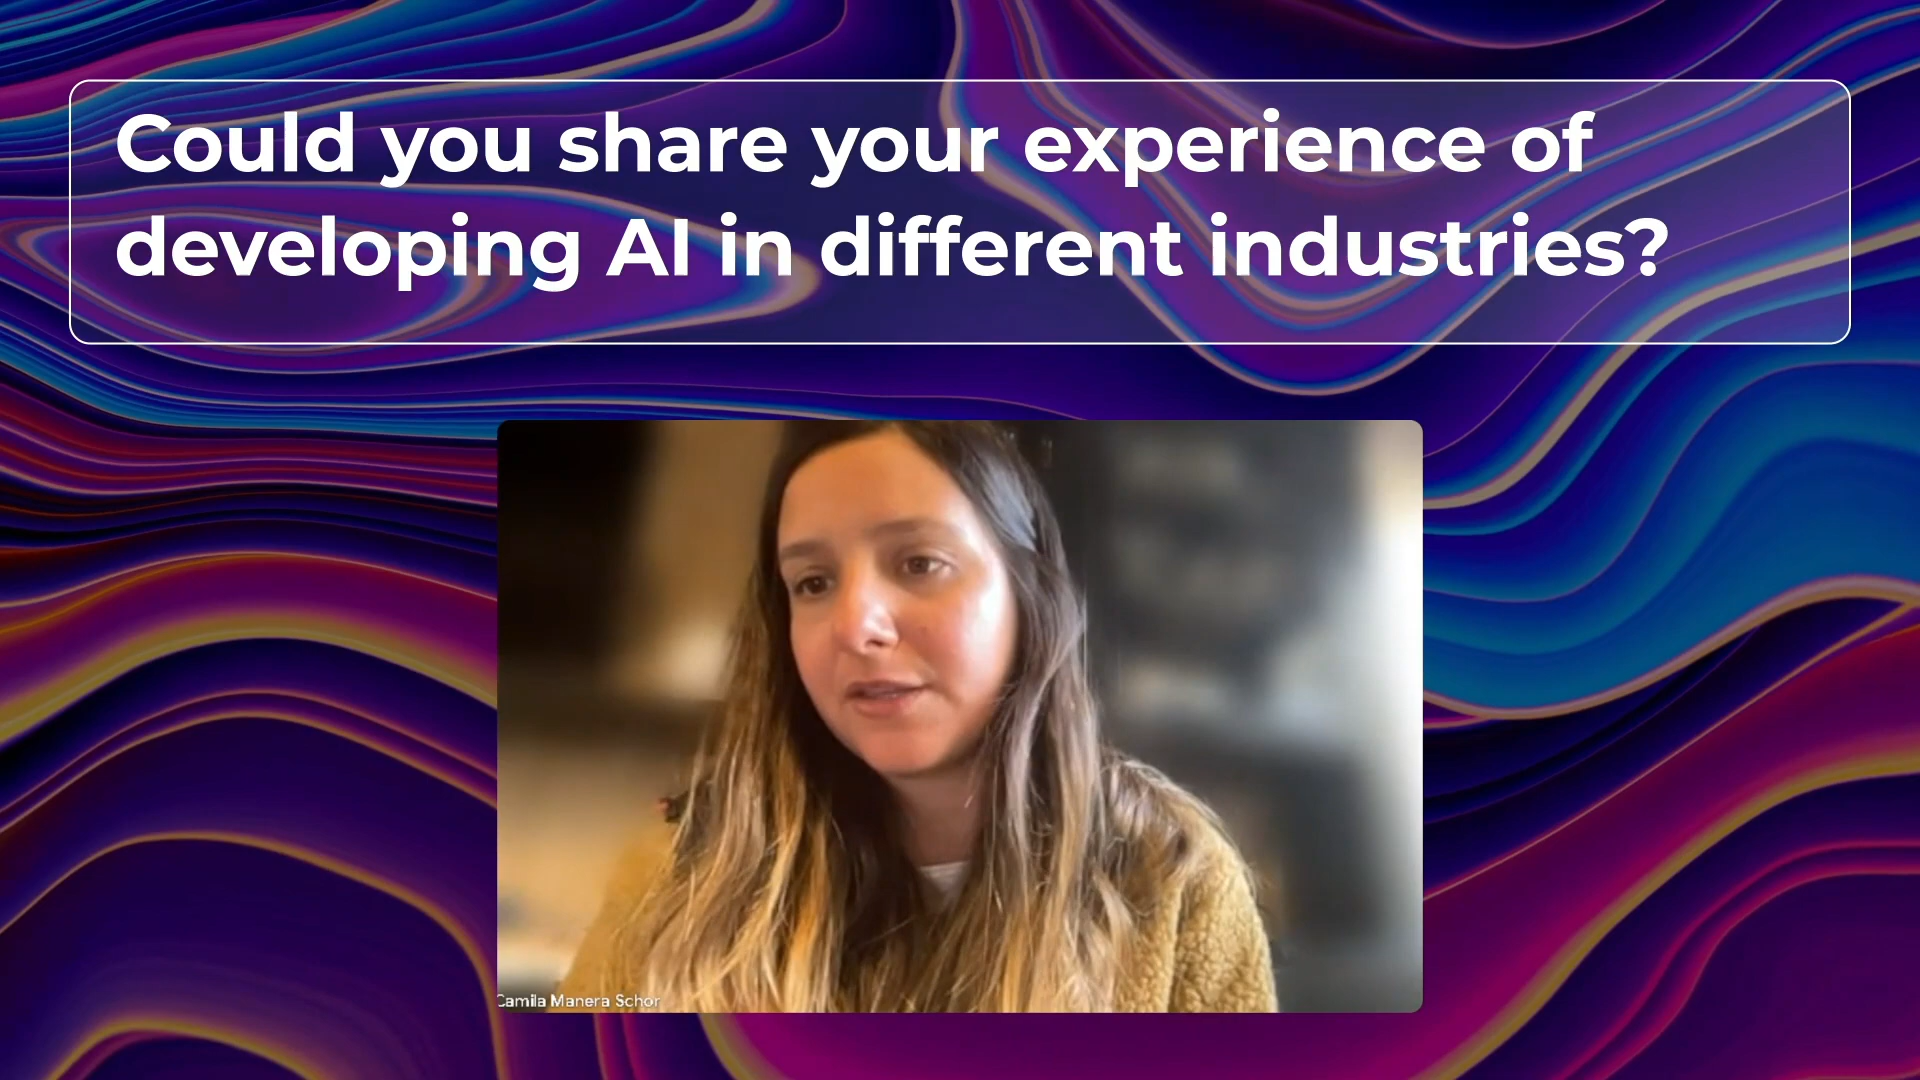 Could you share your experience of
developing AI in different industries?
Camila Manera Schor